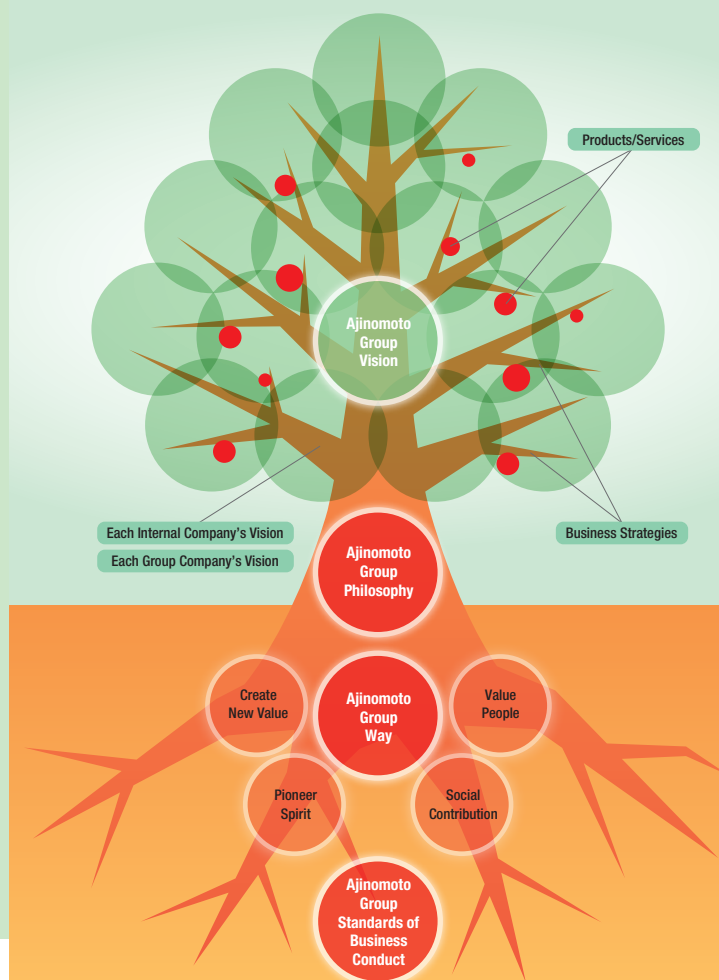 Products/Services
Ajinomoto
Group
Vision
Each Internal Company's Vision
Each Group Company's Vision
Business Strategies
Ajinomoto
Group
Philosophy
Create
New Value
Ajinomoto
Group
Way
Value
People
Pioneer
Spirit
Social
Contribution
Ajinomoto
Group
Standards of
Business
Conduct